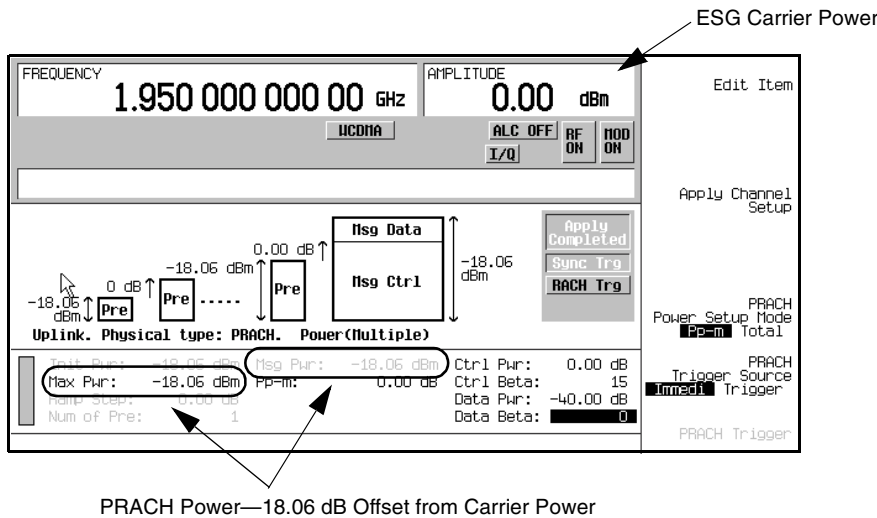 ESG Carrier Power
FREQUENCY
1.950 000 000 00 GHz
AMPLITUDE
0.00 dBm
WCDMA
ALC OFF
I/Q
RF ON
MOD ON
Edit Item
Apply Channel Setup
PRACH Power Setup Mode
Pp-m Total
PRACH Trigger Source
Immedi Trigger
PRACH Trigger
-18.06 dBm
Pre
0 dB
Pre
-18.06 dBm
.....
0.00 dB
Pre
Msg Data
Msg Ctrl
-18.06 dBm
Apply Completed
Sync Trg
RACH Trg
Uplink. Physical type: PRACH. Power(Multiple)
Init Pwr: -18.06 dBm
Max Pwr: -18.06 dBm
Ramp Step: 0.00 dB
Num of Pre: 1
Msg Pwr: -18.06 dBm
Pp-m: 0.00 dB
Ctrl Pwr: 0.00 dB
Ctrl Beta: 15
Data Pwr: -40.00 dB
Data Beta: 0
PRACH Power—18.06 dB Offset from Carrier Power